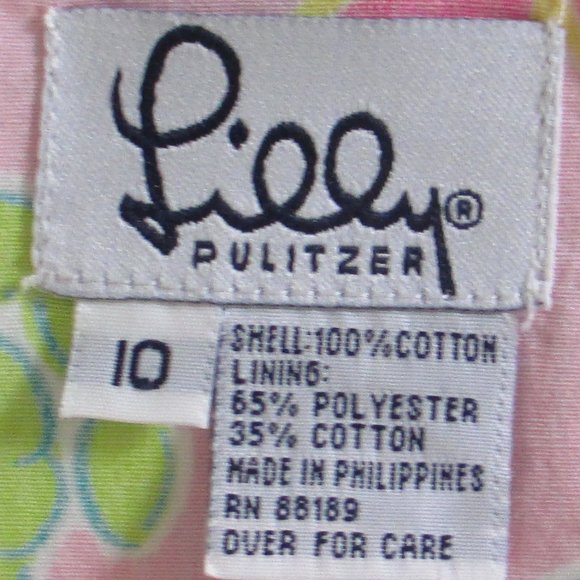 Lilly®
PULITZER
10
SHELL:100%COTTON
LINING:
65% POLYESTER
35% COTTON
MADE IN PHILIPPINES
RN 88189
OVER FOR CARE